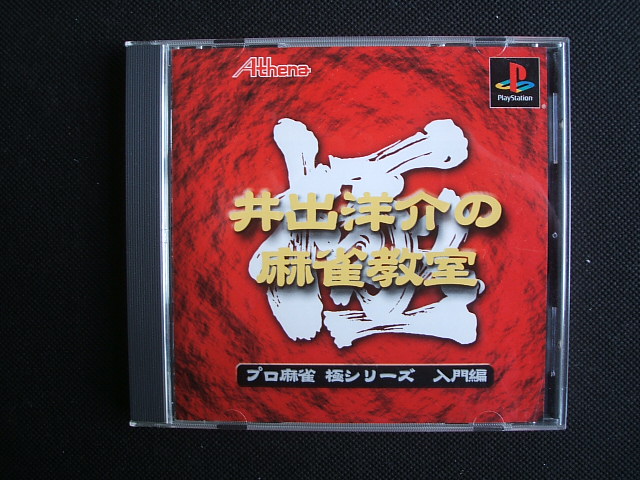 Athena
PlayStation
極
井出洋介の
麻雀教室
プロ麻雀 極シリーズ 入門編